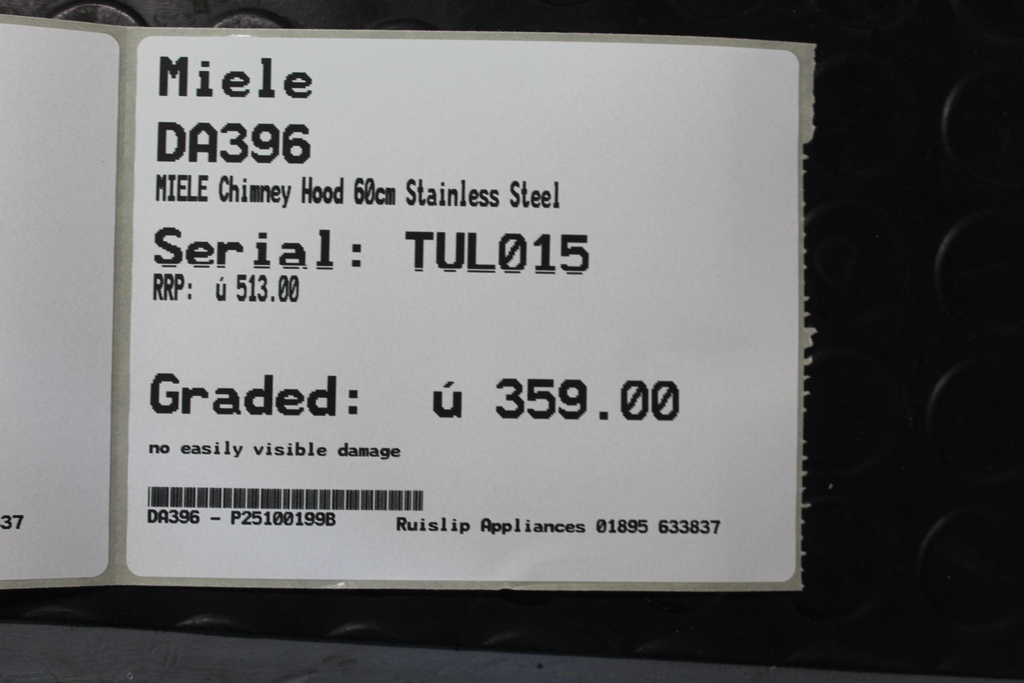 Miele
DA396
MIELE Chimney Hood 60cm Stainless Steel
Serial: TUL015
RRP: ú 513.00
Graded: ú 359.00
no easily visible damage
DA396 - P25100199B
Ruislip Appliances 01895 633837
37